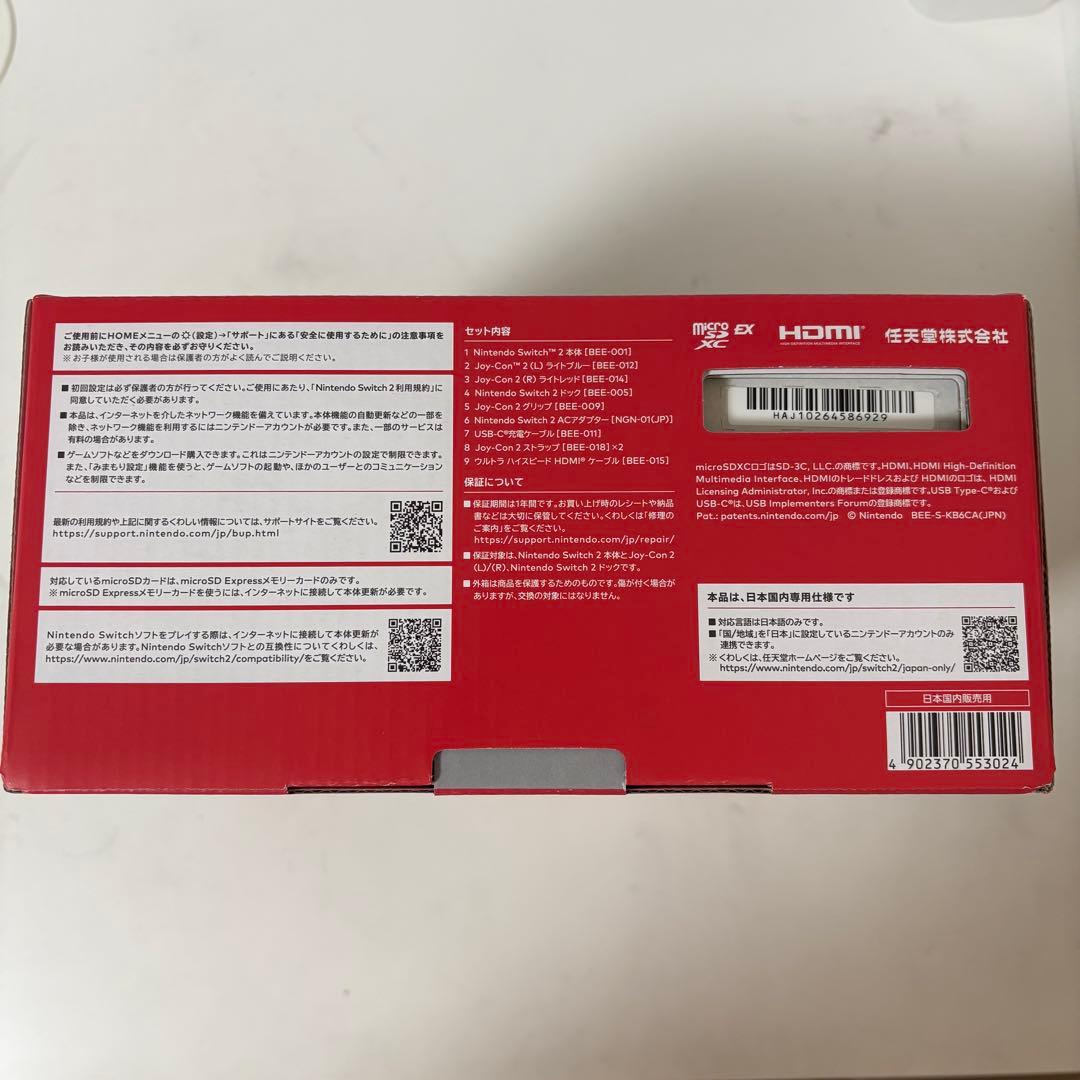 ご使用前にHOMEメニューの(設定)→「サポート」にある「安全に使用するために」の注意事項を
お読みいただき、その内容を必ずお守りください。
※お子様が使用される場合は保護者の方がよく読んでご説明ください。
■初回設定は必ず保護者の方が行ってください。ご使用にあたり、「Nintendo Switch 2 利用規約」に
同意していただく必要があります。
■本品は、インターネットを介したネットワーク機能を備えています。本体機能の自動更新などの一部を
除き、ネットワーク機能を利用するにはニンテンドーアカウントが必要です。また、一部のサービスは
有料の場合があります。
■ゲームソフトなどをダウンロード購入できます。これはニンテンドーアカウントの設定で制限できます。
また、「みまもり設定」機能を使うと、ゲームソフトの起動や、ほかのユーザーとのコミュニケーション
などを制限できます。
最新の利用規約や上記に関するくわしい情報については、サポートサイトをご覧ください。
https://support.nintendo.com/jp/bup.html
対応しているmicroSDカードは、microSD Expressメモリーカードのみです。
※microSD Expressメモリーカードを使うには、インターネットに接続して本体更新が必要です。
Nintendo Switchソフトをプレイする際は、インターネットに接続して本体更新が
必要な場合があります。Nintendo Switchソフトとの互換性についてくわしくは、
https://www.nintendo.com/jp/switch2/compatibility/をご覧ください。
セット内容
1 Nintendo Switch™ 2 本体 [BEE-001]
2 Joy-Con™ 2 (L) ライトブルー [BEE-012]
3 Joy-Con 2 (R) ライトレッド [BEE-014]
4 Nintendo Switch 2 ドック [BEE-005]
5 Joy-Con 2 グリップ [BEE-009]
6 Nintendo Switch 2 ACアダプター [NGN-01(JP)]
7 USB-C®充電ケーブル [BEE-011]
8 Joy-Con 2 ストラップ [BEE-018]×2
9 ウルトラ ハイスピード HDMI® ケーブル [BEE-015]
保証について
■保証期間は1年間です。お買い上げ時のレシートや納品
書などは大切に保管してください。くわしくは「修理の
ご案内」をご覧ください。
https://support.nintendo.com/jp/repair/
■保証対象は、Nintendo Switch 2 本体とJoy-Con 2
(L)/(R)、Nintendo Switch 2 ドックです。
■外箱は商品を保護するためのものです。傷が付く場合が
ありますが、交換の対象にはなりません。
micro SD XC EX
HDMI®
HIGH-DEFINITION MULTIMEDIA INTERFACE
任天堂株式会社
HAJ10264586929
microSDXCロゴはSD-3C, LLC.の商標です。HDMI、HDMI High-Definition
Multimedia Interface、HDMIのトレードドレスおよび HDMIのロゴは、HDMI
Licensing Administrator, Inc.の商標または登録商標です。USB Type-C®および
USB-C®は、USB Implementers Forumの登録商標です。
Pat.: patents.nintendo.com/jp © Nintendo BEE-S-KB6CA(JPN)
本品は、日本国内専用仕様です
■対応言語は日本語のみです。
■「国/地域」を「日本」に設定しているニンテンドーアカウントのみ
連携できます。
※くわしくは、任天堂ホームページをご覧ください。
https://www.nintendo.com/jp/switch2/japan-only/
日本国内販売用
4 902370 553024